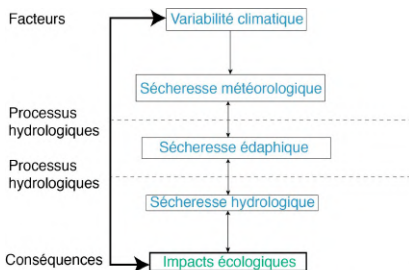 Facteurs
Variabilité climatique
Sécheresse météorologique
Processus
hydrologiques
Sécheresse édaphique
Processus
hydrologiques
Sécheresse hydrologique
Conséquences
Impacts écologiques